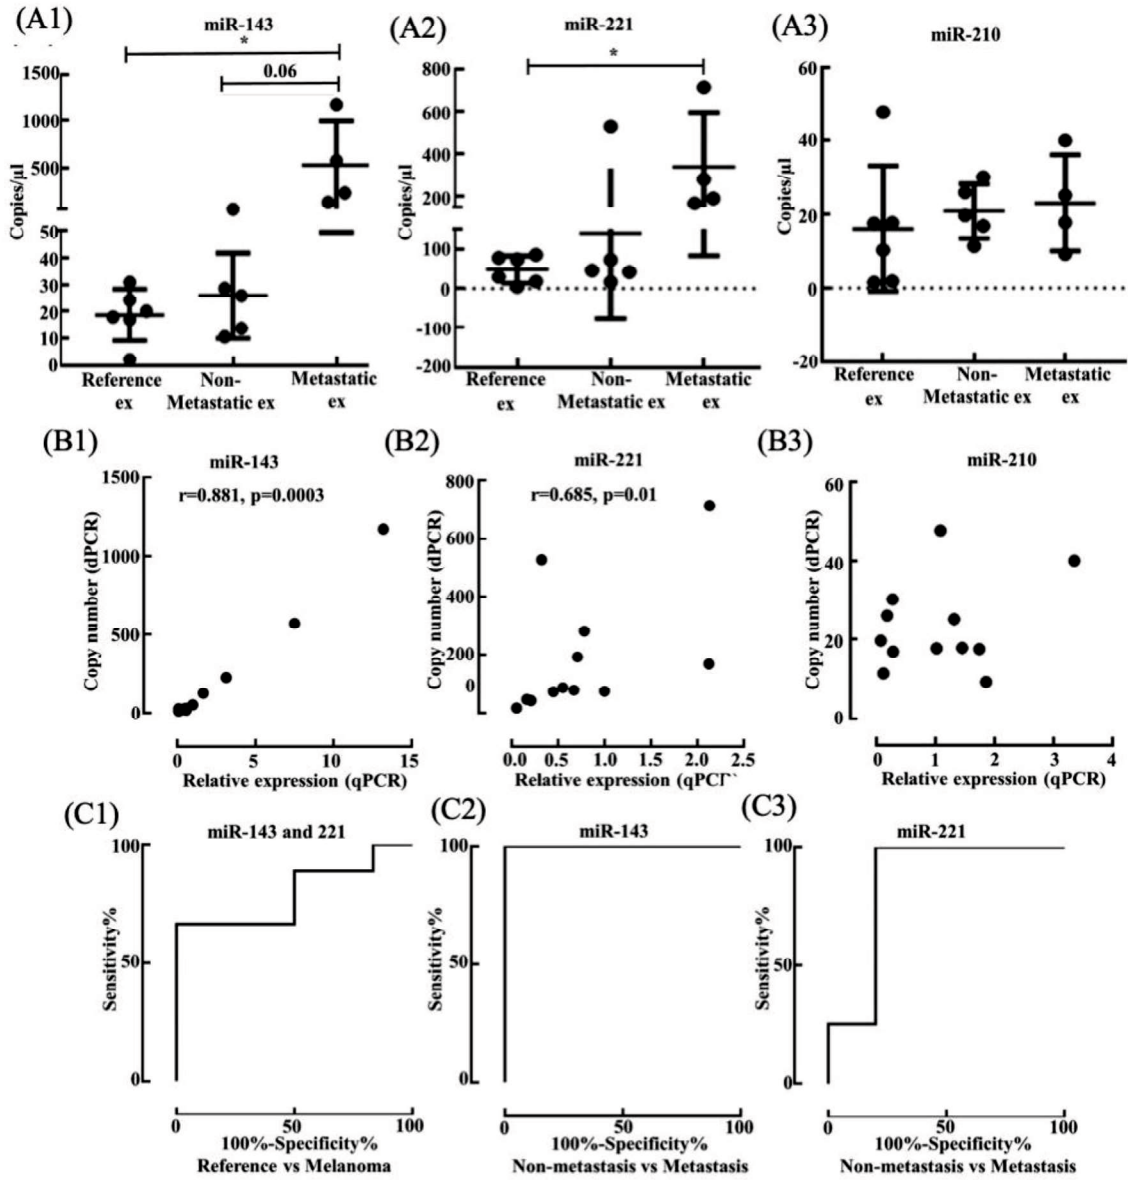 (A1)
miR-143
*
0.06
1500
1000
500
50
40
30
20
10
0
Copies/µl
Reference
ex
Non-
Metastatic ex
Metastatic
ex
(A2)
miR-221
*
800
600
400
200
100
0
-100
-200
Copies/µl
Reference
ex
Non-
Metastatic ex
Metastatic
ex
(A3)
miR-210
60
40
20
0
-20
Copies/µl
Reference
ex
Non-
Metastatic ex
Metastatic
ex
(B1)
miR-143
r=0.881, p=0.0003
1500
1000
500
0
Copy number (dPCR)
0 5 10 15
Relative expression (qPCR)
(B2)
miR-221
r=0.685, p=0.01
800
600
400
200
0
Copy number (dPCR)
0.0 0.5 1.0 1.5 2.0 2.5
Relative expression
(B3)
miR-210
60
40
20
0
Copy number (dPCR)
0 1 2 3 4
Relative expression (qPCR)
(C1)
miR-143 and 221
100
50
0
Sensitivity%
0 50 100
100%-Specificity%
Reference vs Melanoma
(C2)
miR-143
100
50
0
Sensitivity%
0 50 100
100%-Specificity%
Non-metastasis vs Metastasis
(C3)
miR-221
100
50
0
Sensitivity%
0 50 100
100%-Specificity%
Non-metastasis vs Metastasis